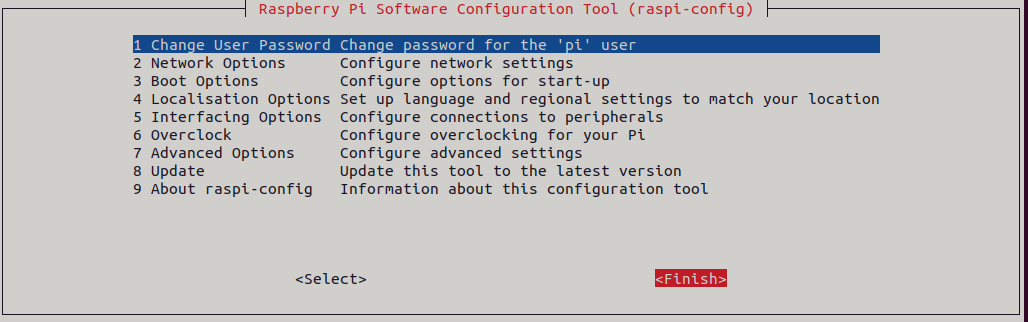 Raspberry Pi Software Configuration Tool (raspi-config)
1 Change User Password Change password for the 'pi' user
2 Network Options Configure network settings
3 Boot Options Configure options for start-up
4 Localisation Options Set up language and regional settings to match your location
5 Interfacing Options Configure connections to peripherals
6 Overclock Configure overclocking for your Pi
7 Advanced Options Configure advanced settings
8 Update Update this tool to the latest version
9 About raspi-config Information about this configuration tool
<Select> <Finish>